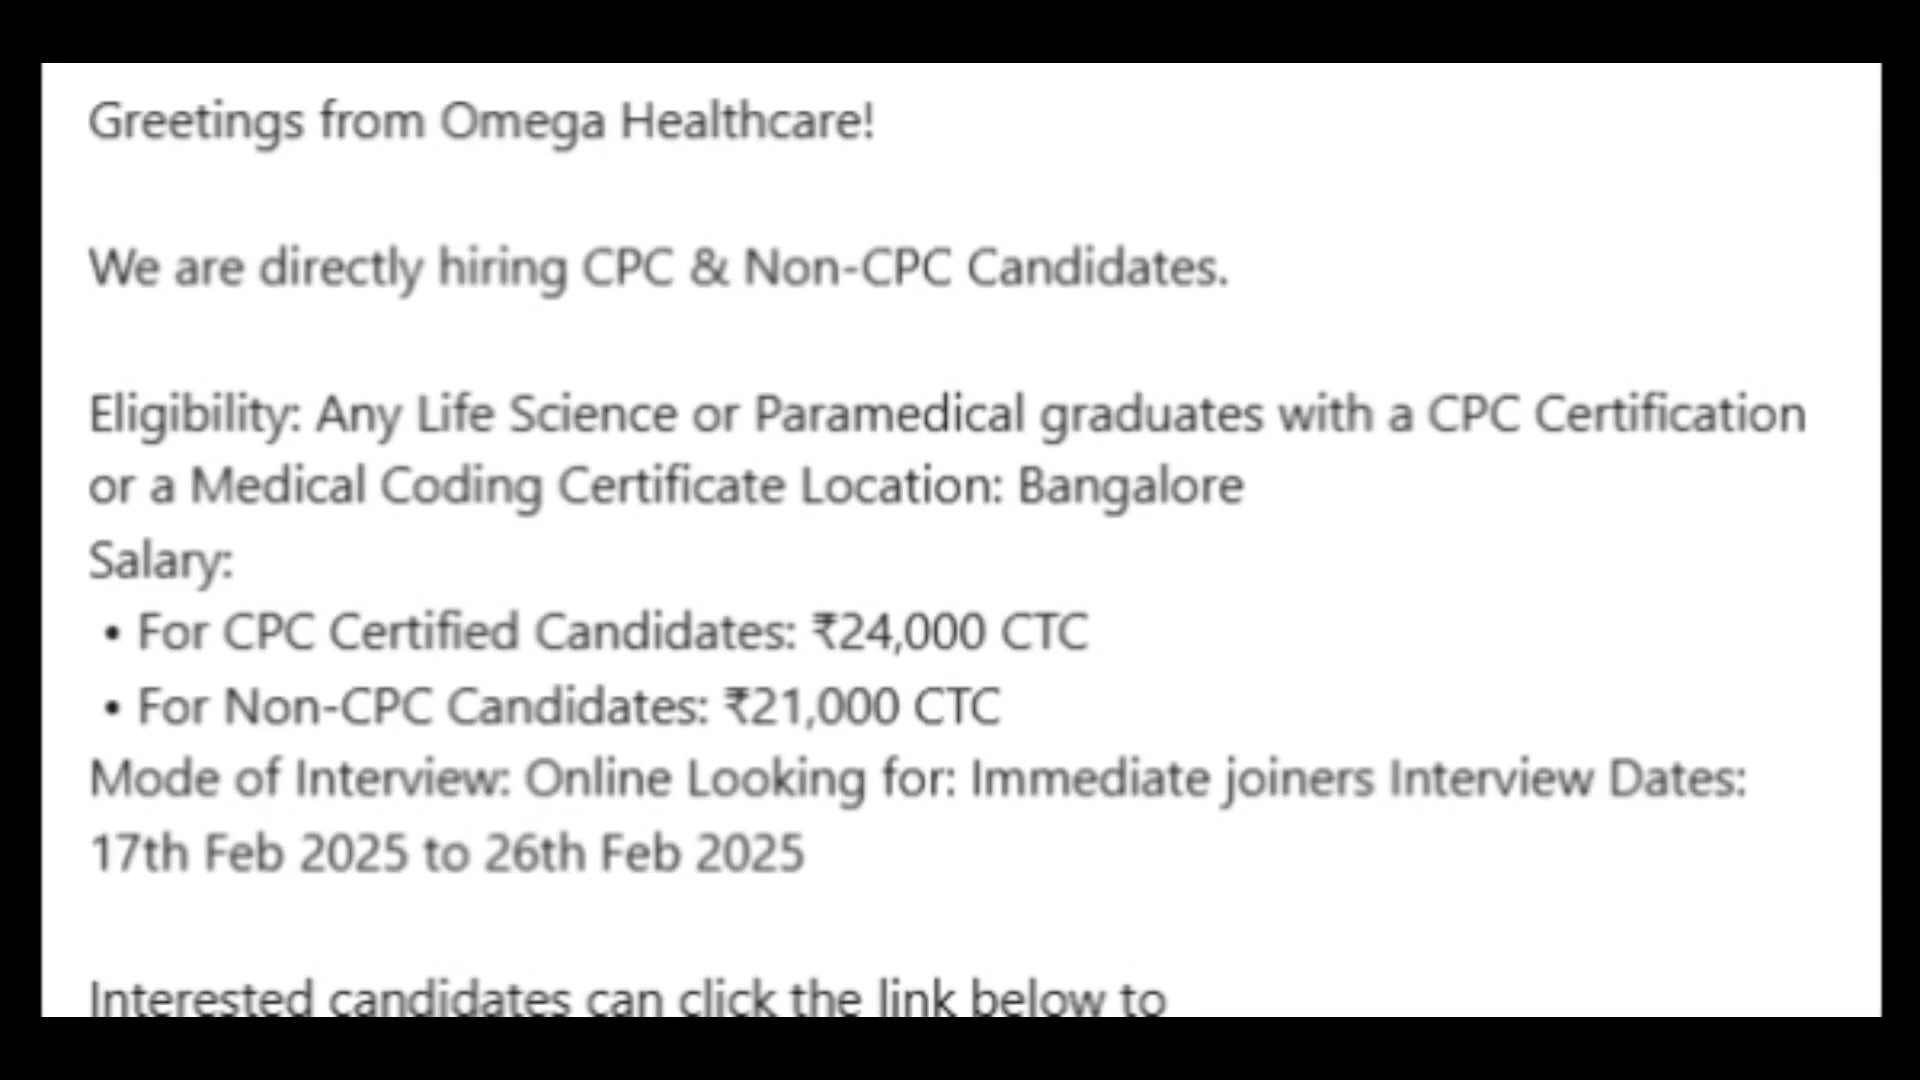 Greetings from Omega Healthcare!
We are directly hiring CPC & Non-CPC Candidates.
Eligibility: Any Life Science or Paramedical graduates with a CPC Certification
or a Medical Coding Certificate Location: Bangalore
Salary:
• For CPC Certified Candidates: ₹24,000 CTC
• For Non-CPC Candidates: ₹21,000 CTC
Mode of Interview: Online Looking for: Immediate joiners Interview Dates:
17th Feb 2025 to 26th Feb 2025
Interested candidates can click the link below to